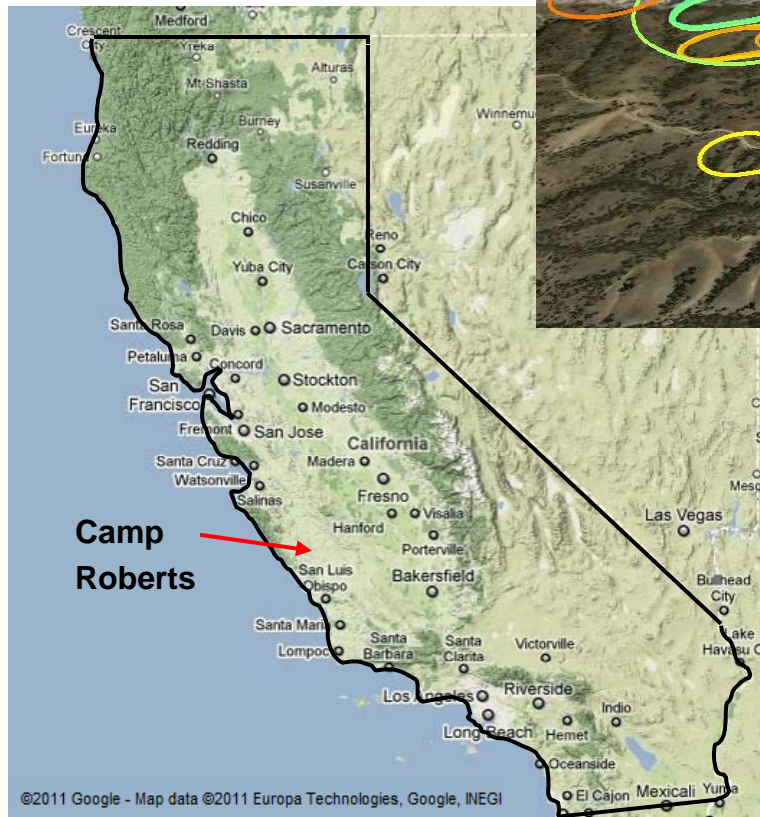 Medford
Crescent
City
Yreka
Alturas
Mt-Shasta
Burney
Eureka
Fortuna
Redding
Susanville
Chico
Reno
Yuba City
Carson City
Santa Rosa
Davis
Sacramento
Petaluma
Concord
San
Francisco
Stockton
Modesto
Fremont
San Jose
California
Santa Cruz
Madera
Watsonville
Fresno
Salinas
Hanford
Visalia
Las Vegas
Camp
Roberts
Porterville
San Luis
Obispo
Bakersfield
Bullhead
City
Santa Maria
Lompoc
Santa
Barbara
Santa
Clarita
Victorville
Lake
Los Angeles
Riverside
Indio
Long Beach
Hemet
Oceanside
El Cajon
Mexicali
Yuma
©2011 Google - Map data ©2011 Europa Technologies, Google, INEGI